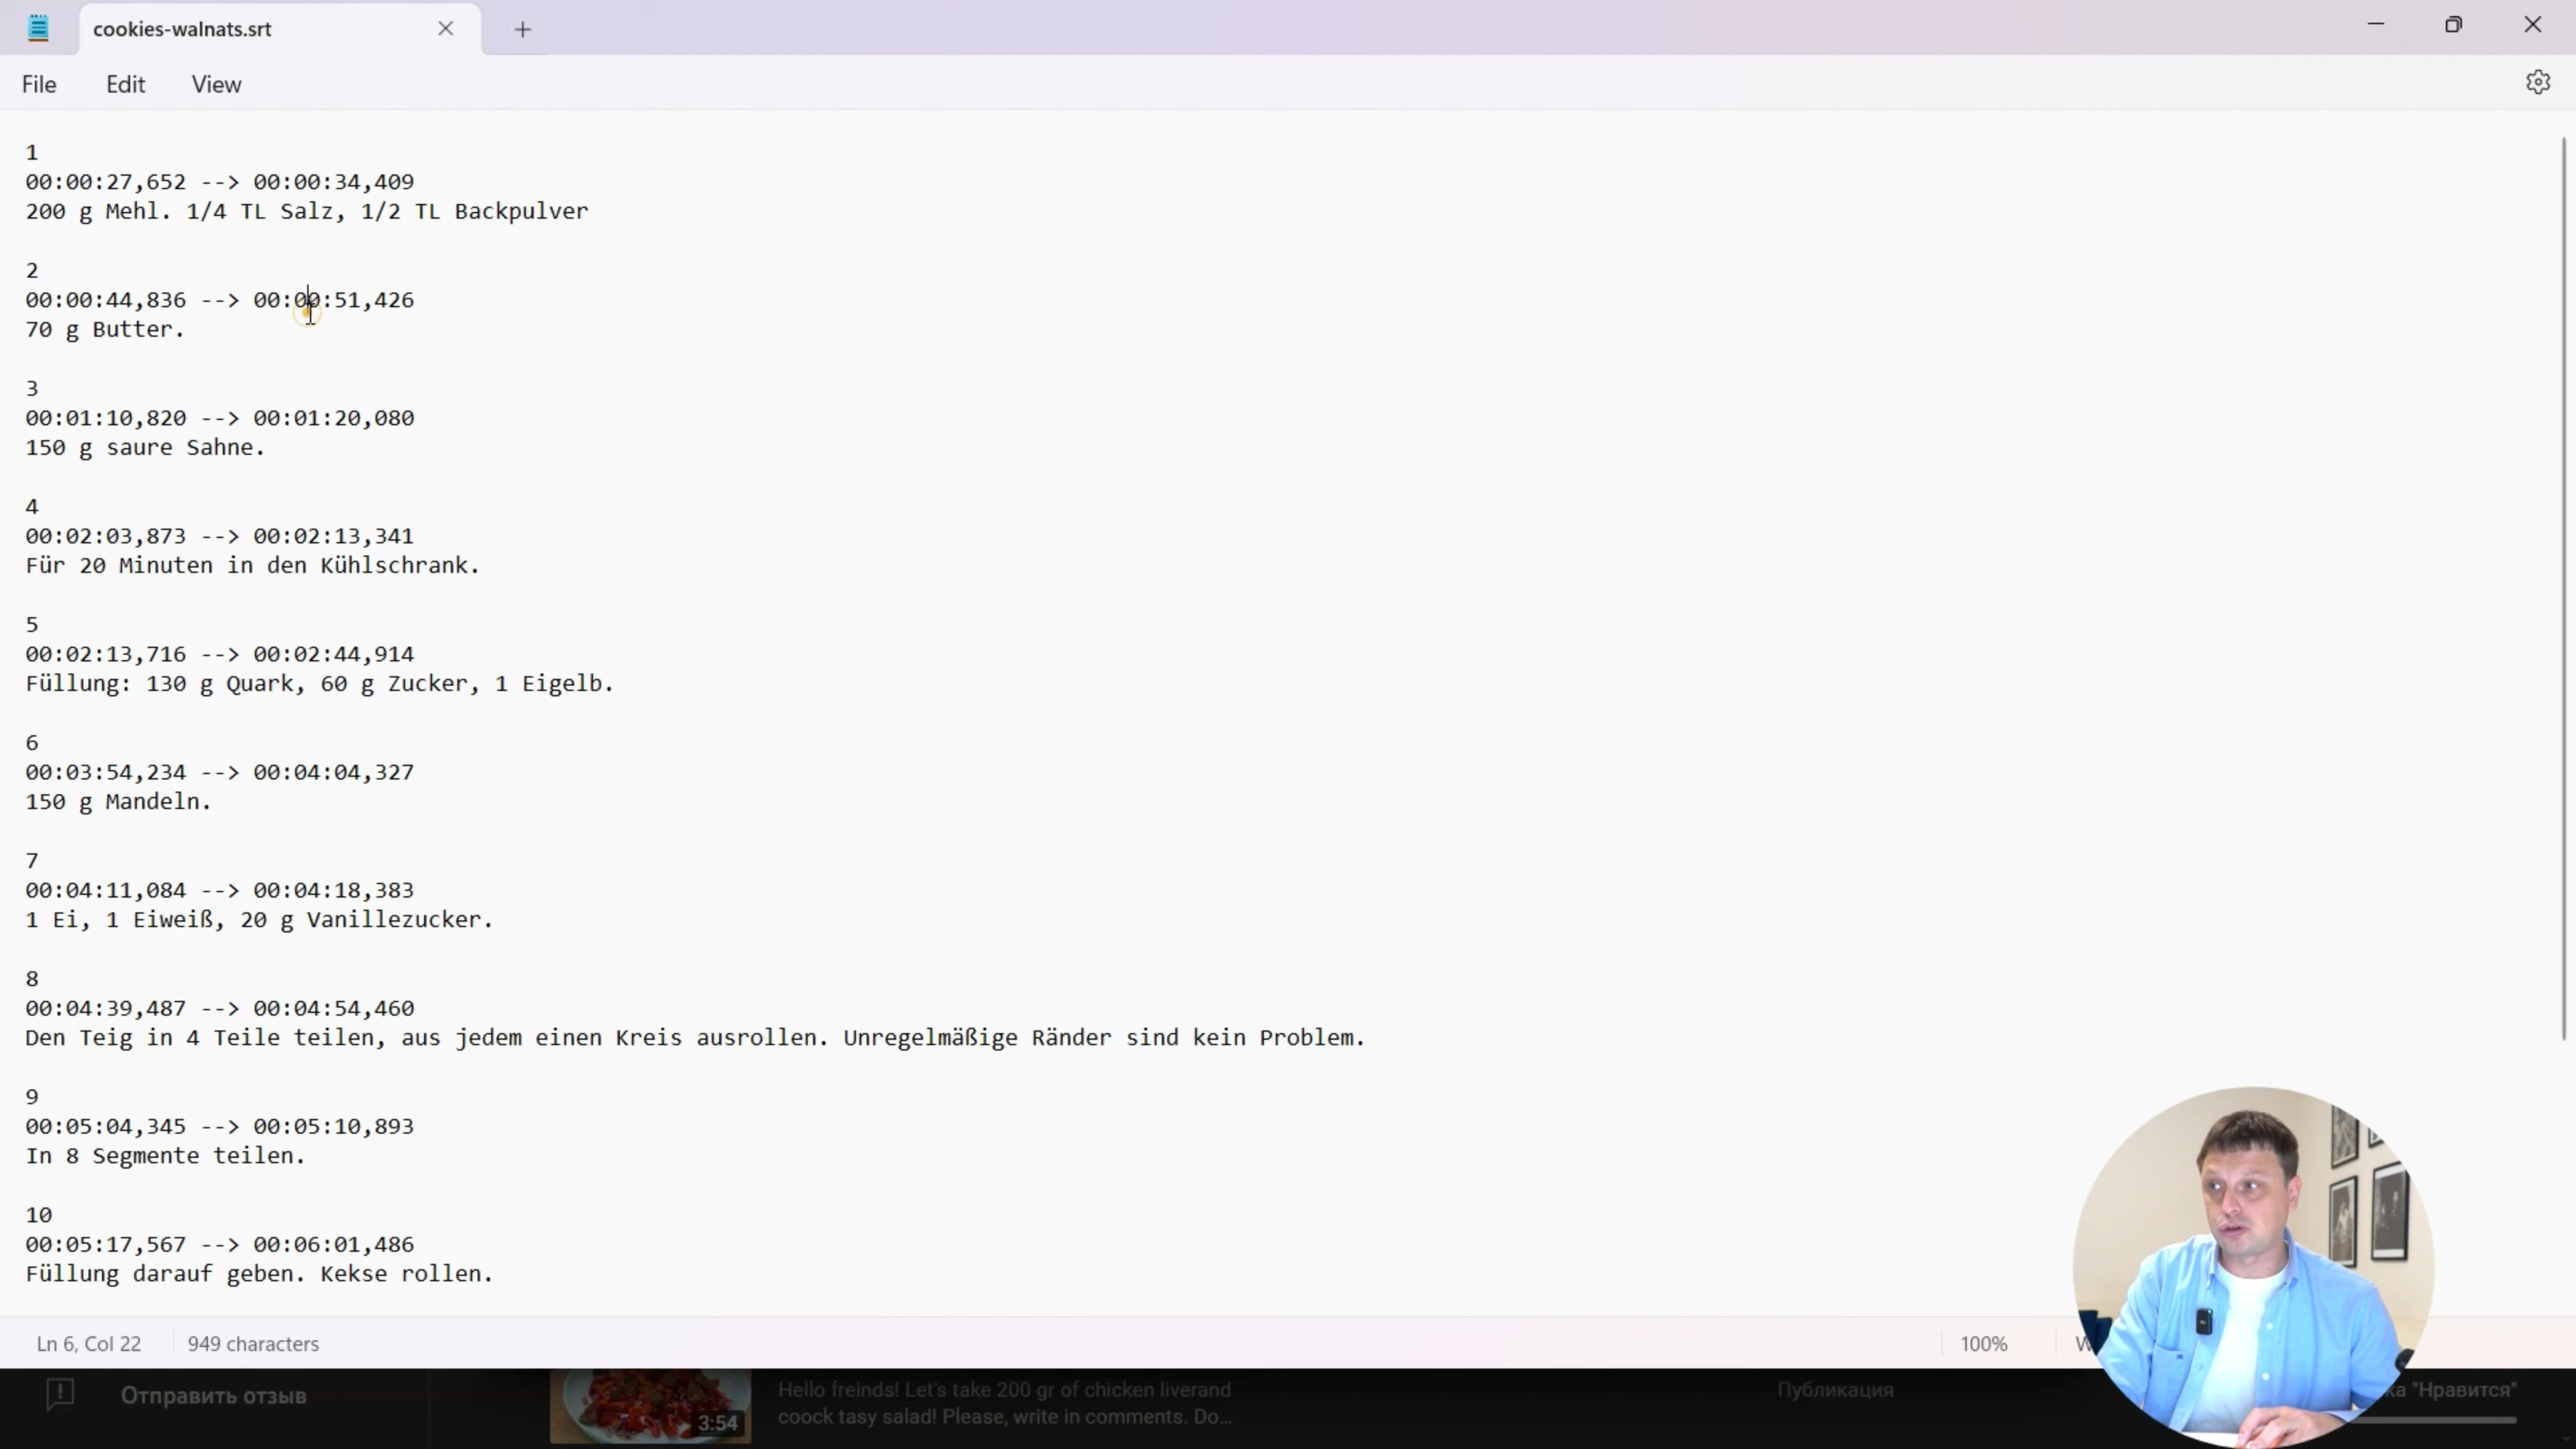 cookies-walnats.srt
File Edit View
1
00:00:27,652 --> 00:00:34,409
200 g Mehl. 1/4 TL Salz, 1/2 TL Backpulver
2
00:00:44,836 --> 00:00:51,426
70 g Butter.
3
00:01:10,820 --> 00:01:20,080
150 g saure Sahne.
4
00:02:03,873 --> 00:02:13,341
Für 20 Minuten in den Kühlschrank.
5
00:02:13,716 --> 00:02:44,914
Füllung: 130 g Quark, 60 g Zucker, 1 Eigelb.
6
00:03:54,234 --> 00:04:04,327
150 g Mandeln.
7
00:04:11,084 --> 00:04:18,383
1 Ei, 1 Eiweiß, 20 g Vanillezucker.
8
00:04:39,487 --> 00:04:54,460
Den Teig in 4 Teile teilen, aus jedem einen Kreis ausrollen. Unregelmäßige Ränder sind kein Problem.
9
00:05:04,345 --> 00:05:10,893
In 8 Segmente teilen.
10
00:05:17,567 --> 00:06:01,486
Füllung darauf geben. Kekse rollen.
Ln 6, Col 22 949 characters 100%
Отправить отзыв
3:54
Hello freinds! Let's take 200 gr of chicken liverand
coock tasy salad! Please, write in comments. Do...
Публикация
"Нравится"